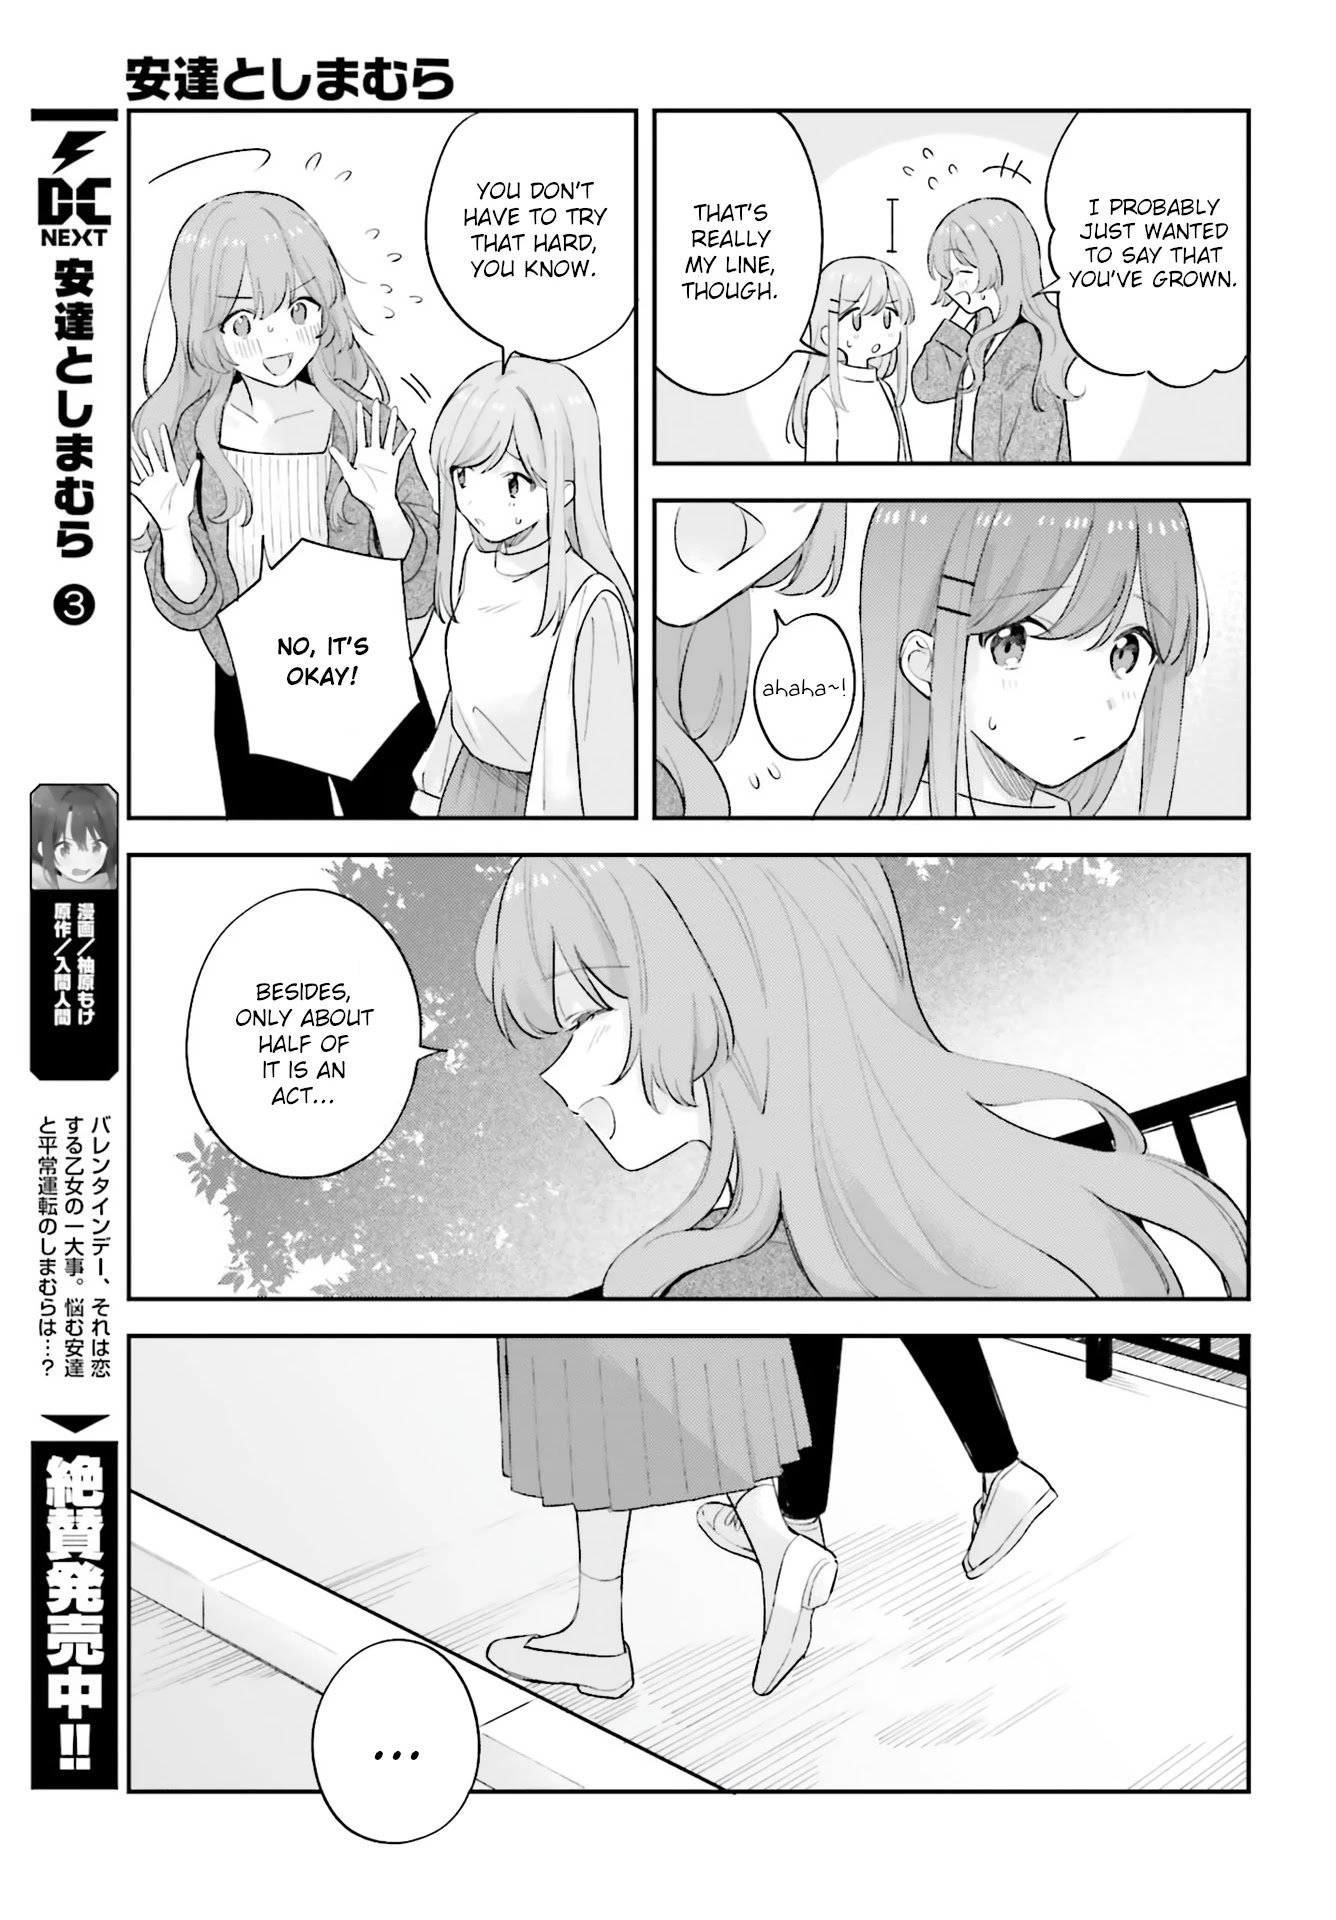 安達としまむら
I PROBABLY
JUST WANTED
TO SAY THAT
YOU'VE GROWN.
THAT'S
REALLY
MY LINE,
THOUGH.
ahaha~!
YOU DON'T
HAVE TO TRY
THAT HARD,
YOU KNOW.
NO, IT'S
OKAY!
BESIDES,
ONLY ABOUT
HALF OF
IT IS AN
ACT...
...
DC
NEXT
安達としまむら
3
漫画/柚原もけ
原作/入間人間
バレンタインデー、それは恋
する乙女の一大事。悩む安達
と平常運転のしまむらは…?
絶賛発売中!!